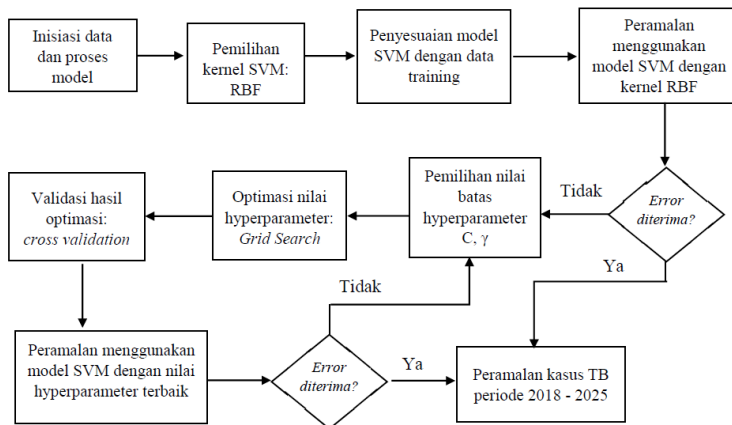 Inisiasi data
dan proses
model
Pemilihan
kernel SVM:
RBF
Penyesuaian model
SVM dengan data
training
Peramalan
menggunakan
model SVM dengan
kernel RBF
Error
diterima?
Tidak
Ya
Pemilihan nilai
batas
hyperparameter
C, γ
Optimasi nilai
hyperparameter:
Grid Search
Validasi hasil
optimasi:
cross validation
Peramalan menggunakan
model SVM dengan nilai
hyperparameter terbaik
Error
diterima?
Tidak
Ya
Peramalan kasus TB
periode 2018 - 2025